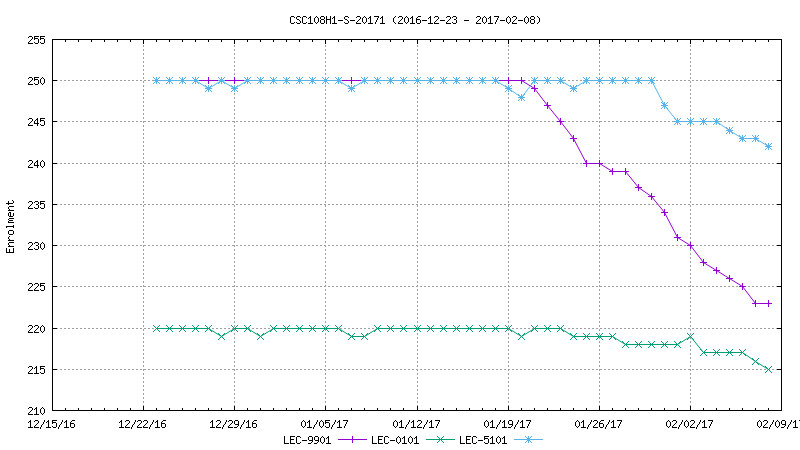 CSC108H1-S-20171 (2016-12-23 - 2017-02-08)
255
250
245
240
235
230
225
220
215
210
Enrolment
12/15/16 12/22/16 12/29/16 01/05/17 01/12/17 01/19/17 01/26/17 02/02/17 02/09/1
LEC-9901 LEC-0101 LEC-5101